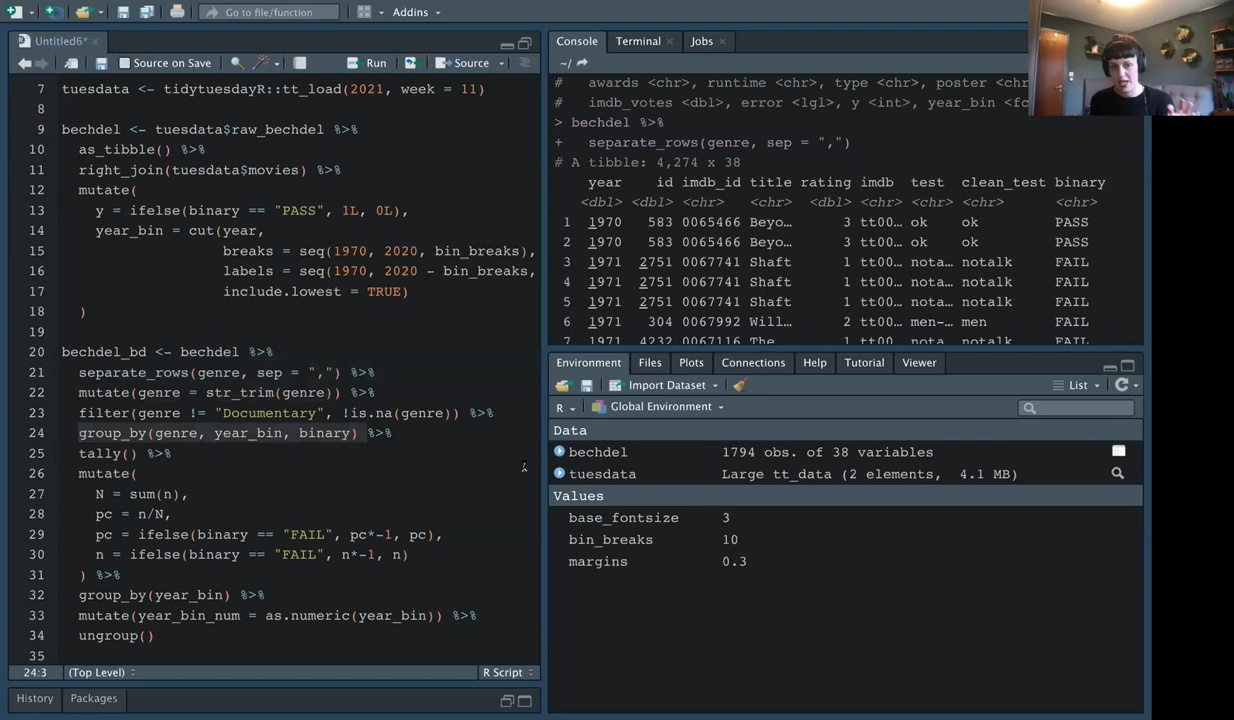 Go to file/function
Addins
Untitled6*
Source on Save
Run
Source
7 tuesdata <- tidytuesdayR::tt_load(2021, week = 11)
8
9 bechdel <- tuesdata$raw_bechdel %>%
10 as_tibble() %>%
11 right_join(tuesdata$movies) %>%
12 mutate(
13 y = ifelse(binary == "PASS", 1L, 0L),
14 year_bin = cut(year,
15 breaks = seq(1970, 2020, bin_breaks),
16 labels = seq(1970, 2020 - bin_breaks,
17 include.lowest = TRUE)
18 )
19
20 bechdel_bd <- bechdel %>%
21 separate_rows(genre, sep = ",") %>%
22 mutate(genre = str_trim(genre)) %>%
23 filter(genre != "Documentary", !is.na(genre)) %>%
24 group_by(genre, year_bin, binary) %>%
25 tally() %>%
26 mutate(
27 N = sum(n),
28 pc = n/N,
29 pc = ifelse(binary == "FAIL", pc*-1, pc),
30 n = ifelse(binary == "FAIL", n*-1, n)
31 ) %>%
32 group_by(year_bin) %>%
33 mutate(year_bin_num = as.numeric(year_bin)) %>%
34 ungroup()
35
24:3 (Top Level) R Script
History Packages
Console Terminal Jobs
~/
# awards <chr>, runtime <chr>, type <chr>, poster <chr
# imdb_votes <dbl>, error <lgl>, y <int>, year_bin <fc
> bechdel %>%
+ separate_rows(genre, sep = ",")
# A tibble: 4,274 x 38
year id imdb_id title rating imdb test clean_test binary
<dbl> <dbl> <chr> <chr> <dbl> <chr> <chr> <chr> <chr>
1 1970 583 0065466 Beyo… 3 tt00… ok ok PASS
2 1970 583 0065466 Beyo… 3 tt00… ok ok PASS
3 1971 2751 0067741 Shaft 1 tt00… nota… notalk FAIL
4 1971 2751 0067741 Shaft 1 tt00… nota… notalk FAIL
5 1971 2751 0067741 Shaft 1 tt00… nota… notalk FAIL
6 1971 304 0067992 Will… 2 tt00… men-… men FAIL
7 1971 4232 0067116 The 1 tt00 nota notalk FAIL
Environment Files Plots Connections Help Tutorial Viewer
Import Dataset
List
R Global Environment
Data
bechdel 1794 obs. of 38 variables
tuesdata Large tt_data (2 elements, 4.1 MB)
Values
base_fontsize 3
bin_breaks 10
margins 0.3